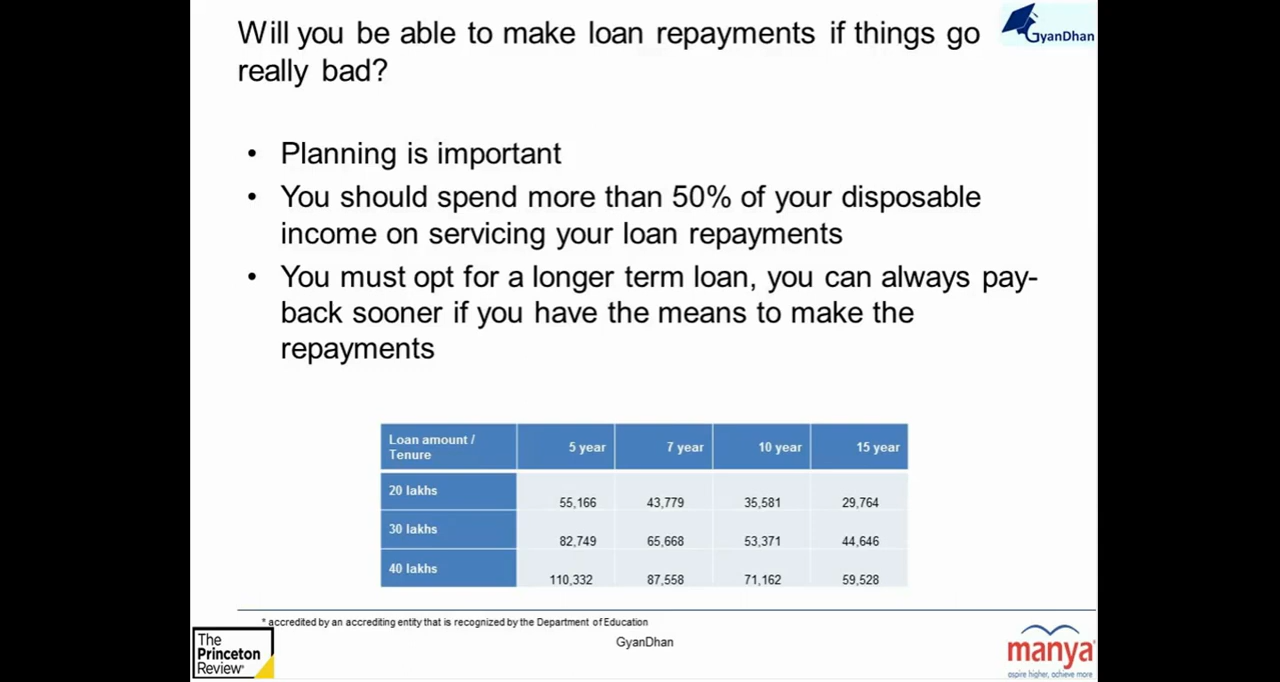 Will you be able to make loan repayments if things go
really bad?
GyanDhan
• Planning is important
• You should spend more than 50% of your disposable
income on servicing your loan repayments
• You must opt for a longer term loan, you can always pay-
back sooner if you have the means to make the
repayments
Loan amount / Tenure 5 year 7 year 10 year 15 year
20 lakhs 55,166 43,779 35,581 29,764
30 lakhs 82,749 65,668 53,371 44,646
40 lakhs 110,332 87,558 71,162 59,528
* accredited by an accrediting entity that is recognized by the Department of Education
GyanDhan
The
Princeton
Review®
manya®
aspire higher, achieve more